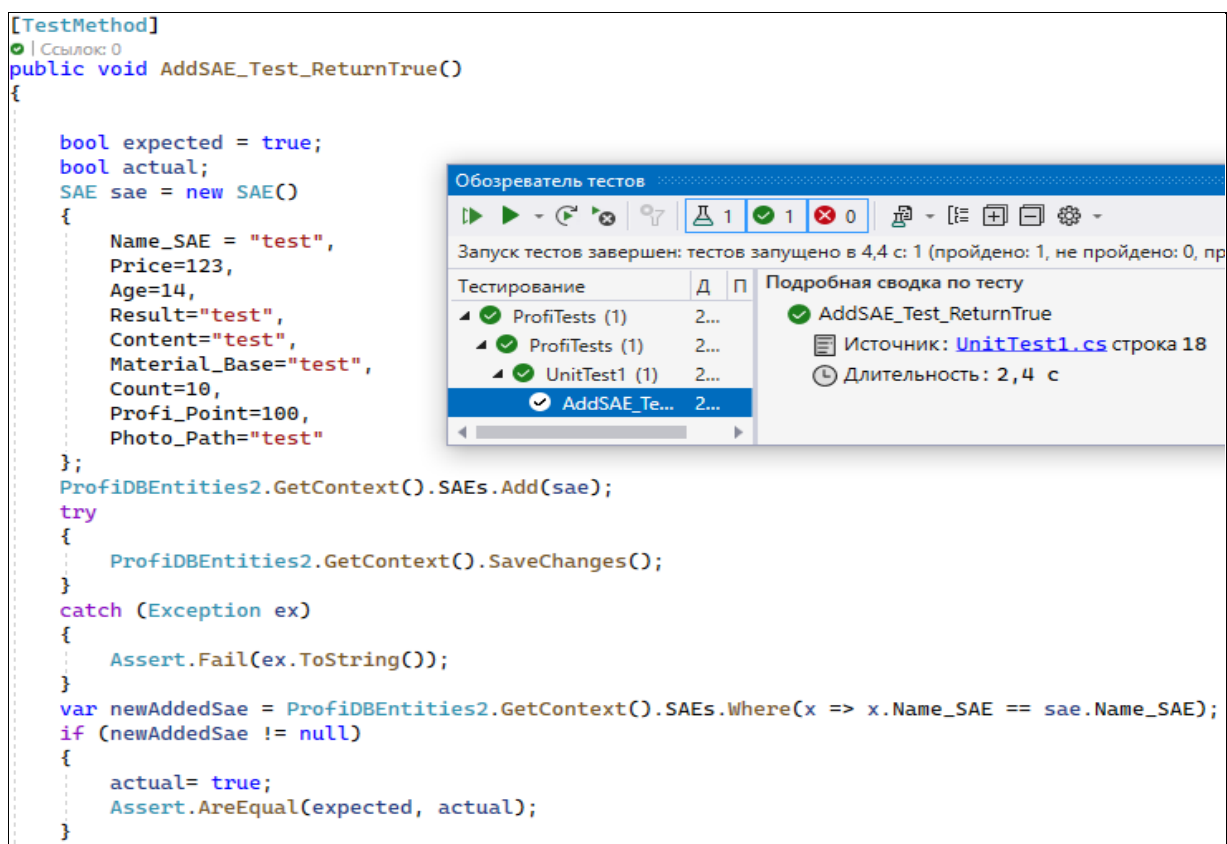 [TestMethod]
| Ссылок: 0
public void AddSAE_Test_ReturnTrue()
{
bool expected = true;
bool actual;
SAE sae = new SAE()
{
Name_SAE = "test",
Price=123,
Age=14,
Result="test",
Content="test",
Material_Base="test",
Count=10,
Profi_Point=100,
Photo_Path="test"
};
ProfiDBEntities2.GetContext().SAEs.Add(sae);
try
{
ProfiDBEntities2.GetContext().SaveChanges();
}
catch (Exception ex)
{
Assert.Fail(ex.ToString());
}
var newAddedSae = ProfiDBEntities2.GetContext().SAEs.Where(x => x.Name_SAE == sae.Name_SAE);
if (newAddedSae != null)
{
actual= true;
Assert.AreEqual(expected, actual);
}
Обозреватель тестов
1 1 0
Запуск тестов завершен: тестов запущено в 4,4 с: 1 (пройдено: 1, не пройдено: 0, пр
Тестирование Д П
ProfiTests (1) 2...
ProfiTests (1) 2...
UnitTest1 (1) 2...
AddSAE_Te... 2...
Подробная сводка по тесту
AddSAE_Test_ReturnTrue
Источник: UnitTest1.cs строка 18
Длительность: 2,4 с